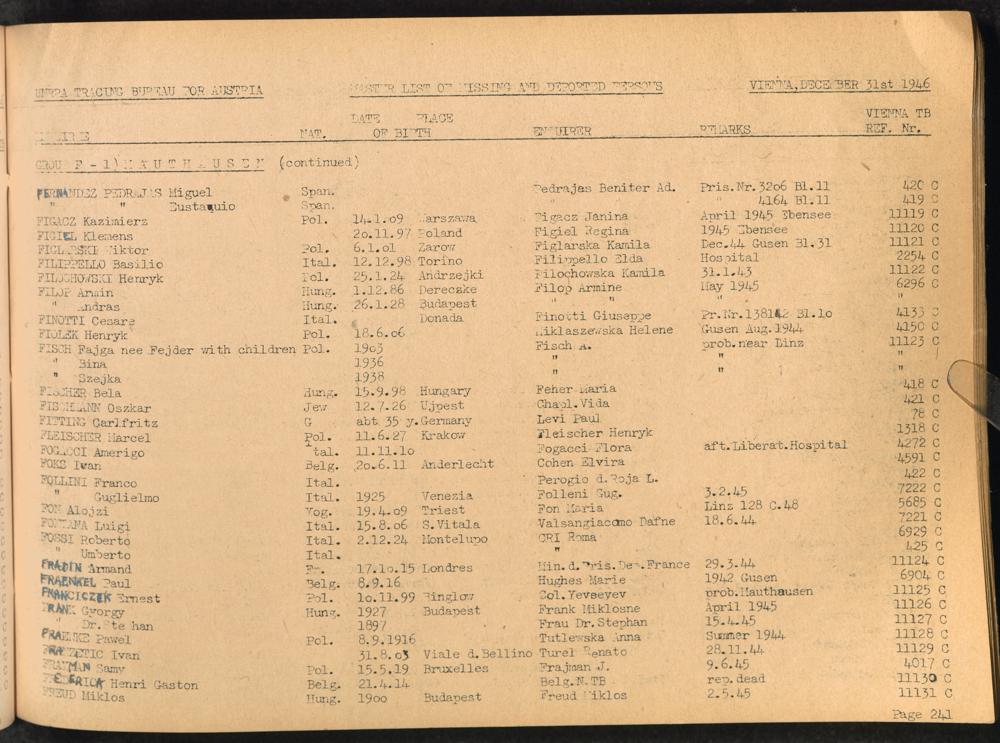 UNRRA TRACING BUREAU FOR AUSTRIA MASTER LIST OF MISSING AND DEPORTED PERSONS VIENNA, DECEMBER 31st 1946
NAT. DATE PLACE OF BIRTH ENQUIRER REMARKS VIENNA TB REF. Nr.
GROUP F - 1) MAUTHAUSEN (continued)
FERNANDEZ PEDRAJAS Miguel Span. Pedrajas Beniter Ad. Pris.Nr.3206 Bl.11 420 C
" " Eustaquio Span. " 4164 Bl.11 419 C
FIGACZ Kazimierz Pol. 14.1.09 Warszawa Figacz Janina April 1945 Ebensee 11119 C
FIGIEL Klemens 20.11.97 Poland Figiel Regina 1945 Ebensee 11120 C
FIGLARSKI Wiktor Pol. 6.1.01 Zarow Figlarska Kamila Dec.44 Gusen Bl.31 11121 C
FILIPPELLO Basilio Ital. 12.12.98 Torino Filippello Elda Hospital 2254 C
FILOCHOWSKI Henryk Pol. 25.1.24 Andrzejki Filochowska Kamila 31.1.43 11122 C
FILOP Armin Hung. 1.12.86 Dereczke Filop Armine May 1945 6296 C
" Andras Hung. 26.1.28 Budapest " " " "
FINOTTI Cesare Ital. Donada Finotti Giuseppe Pr.Nr.138142 Bl.10 4133 C
FIOLEK Henryk Pol. 18.6.06 Miklaszewska Helene Gusen Aug.1944 4150 C
FISCH Fajga nee Fejder with children Pol. 1903 Fisch A. prob.near Linz 11123 C
" Bina 1936 " " "
" Szejka 1938 " " "
FISCHER Bela Hung. 15.9.98 Hungary Feher Maria 418 C
FISCHMANN Oszkar Jew 12.7.26 Ujpest Chapl.Vida 421 C
FITTING Carlfritz G abt 35 y. Germany Levi Paul 78 C
FLEISCHER Marcel Pol. 11.6.27 Krakow Fleischer Henryk 1318 C
FOGACCI Amerigo Ital. 11.11.10 Fogacci Flora aft.Liberat.Hospital 4272 C
FOKS Iwan Belg. 20.6.11 Anderlecht Cohen Elvira 4591 C
FOLLINI Franco Ital. Perogio d.Roja L. 422 C
" Guglielmo Ital. 1925 Venezia Folleni Gug. 3.2.45 7222 C
FON Alojzi Yog. 19.4.09 Triest Fon Maria Linz 128 C.48 5685 C
FONTANA Luigi Ital. 15.8.06 S.Vitala Valsangiacomo Dafne 18.6.44 7221 C
FOSSI Roberto Ital. 2.12.24 Montelupo CRI Roma 6929 C
" Umberto Ital. " 425 C
FRADIN Armand Fr. 17.10.15 Londres Min.d.Pris.Dep.France 29.3.44 11124 C
FRAENKEL Paul Belg. 8.9.16 Hughes Marie 1942 Gusen 6904 C
FRANCICZEK Ernest Pol. 10.11.99 Binglow Col.Yevseyev prob.Mauthausen 11125 C
FRANK Gyorgy Hung. 1927 Budapest Frank Miklosne April 1945 11126 C
" Dr.Stephan 1897 Frau Dr.Stephan 15.4.45 11127 C
FRAENKE Pawel Pol. 8.9.1916 Tutlewska Anna Summer 1944 11128 C
Ivan 31.8.03 Viale d.Bellino Turel Renato 28.11.44 11129 C
FRAJMAN Samy Pol. 15.5.19 Bruxelles Frajman J. 9.6.45 4017 C
FREDERICK Henri Gaston Belg. 21.4.14 Belg.N.TB rep.dead 11130 C
FREUD Miklos Hung. 1900 Budapest Freud Miklos 2.5.45 11131 C
Page 241